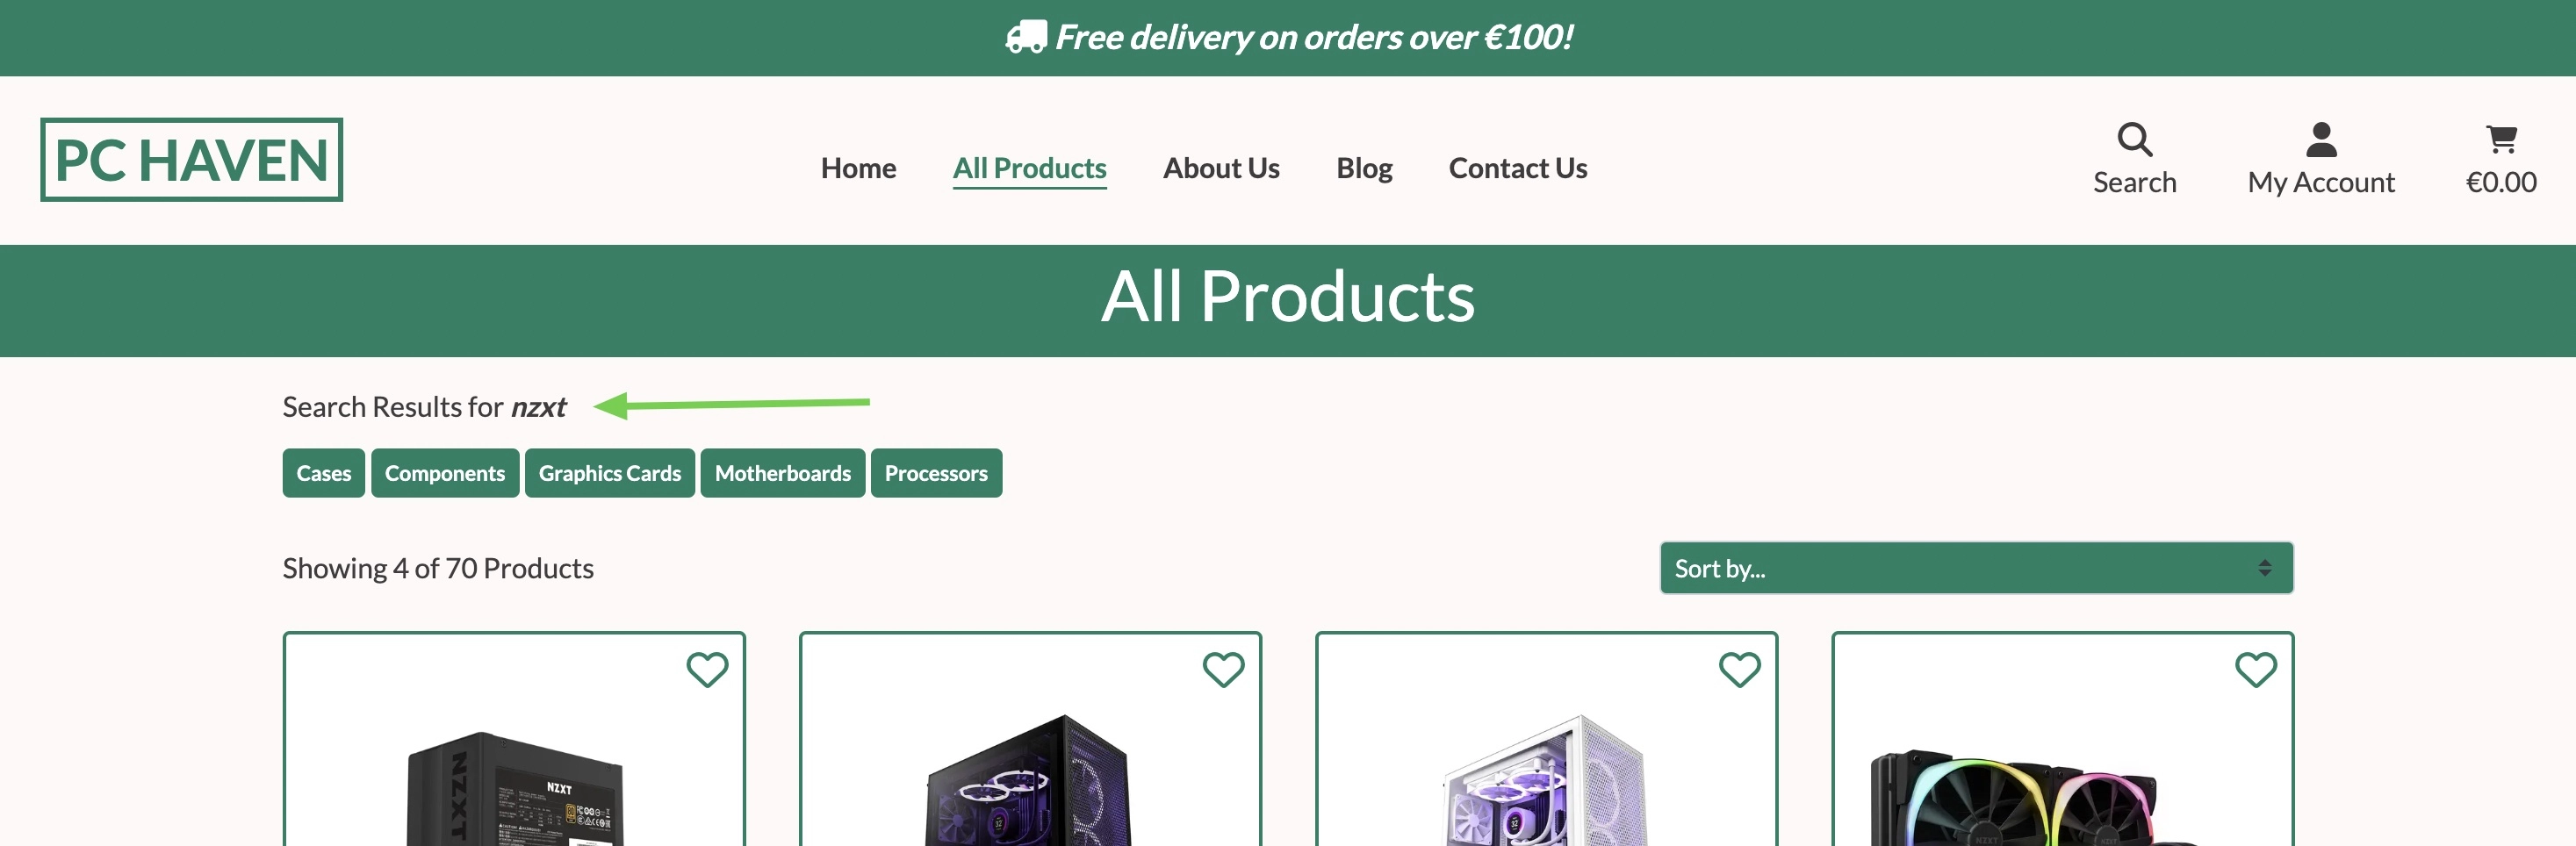 Free delivery on orders over €100!
PC HAVEN
Home All Products About Us Blog Contact Us
Search My Account €0.00
All Products
Search Results for nzxt
Cases Components Graphics Cards Motherboards Processors
Showing 4 of 70 Products
Sort by...
NZXT
NZXT